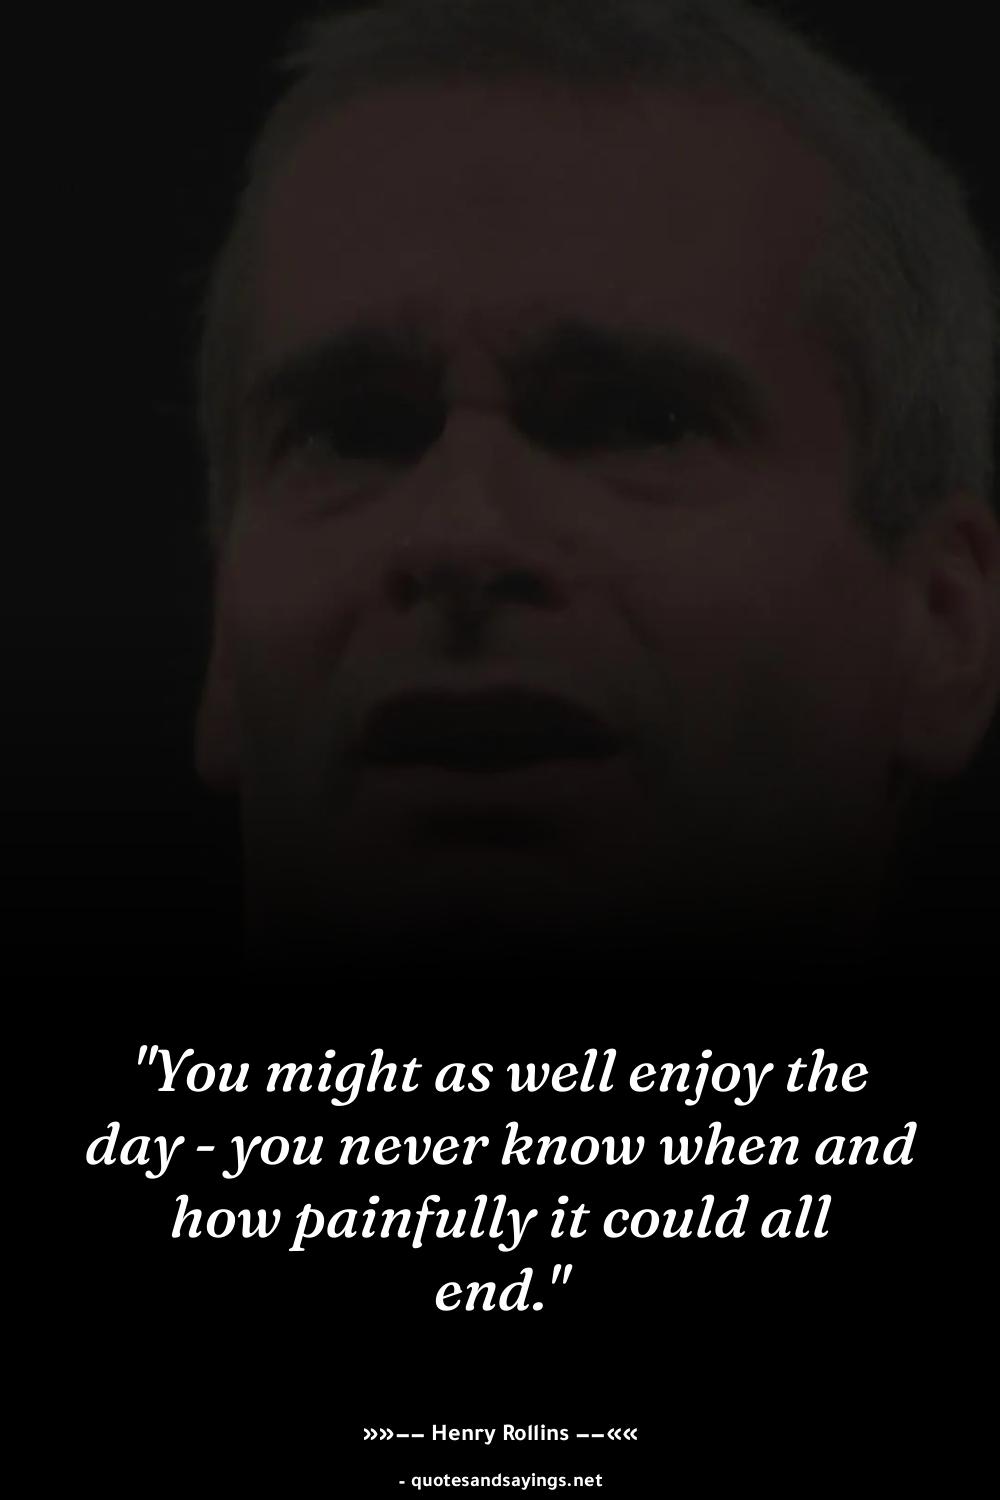 "You might as well enjoy the
day - you never know when and
how painfully it could all
end."
»»–– Henry Rollins ––««
- quotesandsayings.net